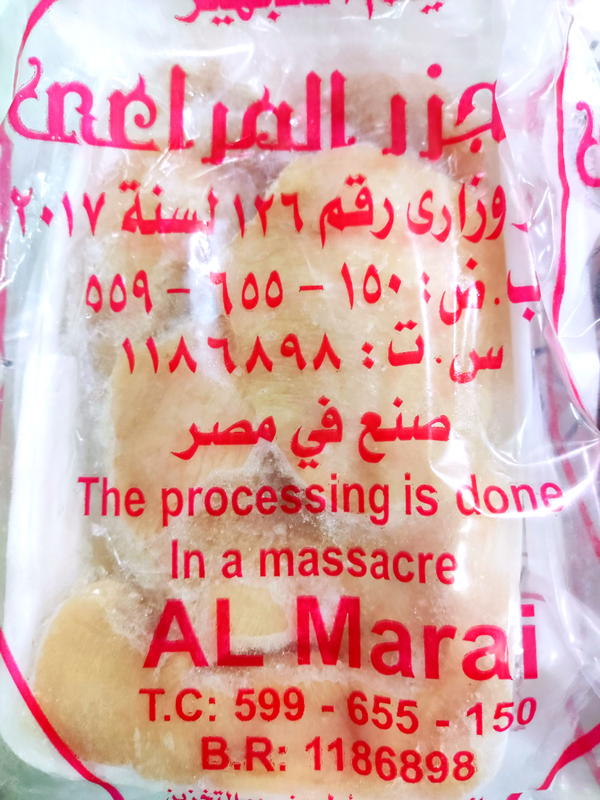 جزر المراعى
وزارى رقم ١٢٦ لسنة ٢٠١٧
ب.ض: ١٥٠ - ٦٥٥ - ٥٥٩
س.ت: ١١٨٦٨٩٨
صنع في مصر
The processing is done
In a massacre
AL Marai
T.C: 599 - 655 - 150
B.R: 1186898